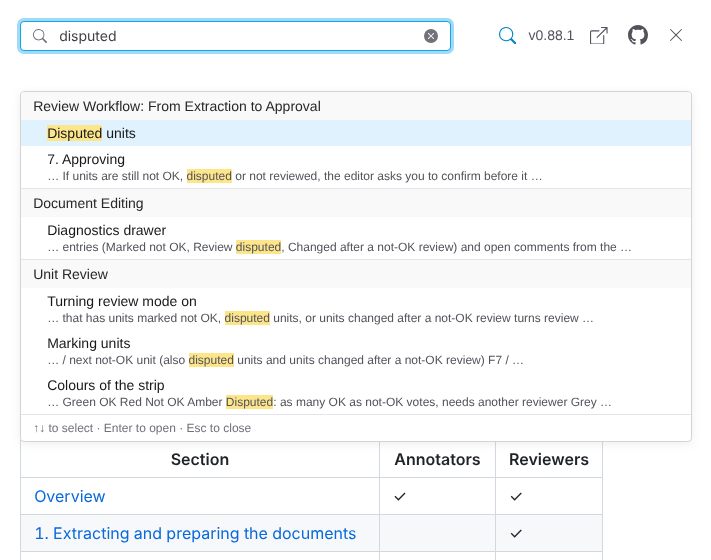 disputed
v0.88.1
Review Workflow: From Extraction to Approval
Disputed units
7. Approving
... If units are still not OK, disputed or not reviewed, the editor asks you to confirm before it ...
Document Editing
Diagnostics drawer
... entries (Marked not OK, Review disputed, Changed after a not-OK review) and open comments from the ...
Unit Review
Turning review mode on
... that has units marked not OK, disputed units, or units changed after a not-OK review turns review ...
Marking units
... / next not-OK unit (also disputed units and units changed after a not-OK review) F7 / ...
Colours of the strip
... Green OK Red Not OK Amber Disputed: as many OK as not-OK votes, needs another reviewer Grey ...
↑↓ to select · Enter to open · Esc to close
Section Annotators Reviewers
Overview ✓ ✓
1. Extracting and preparing the documents ✓